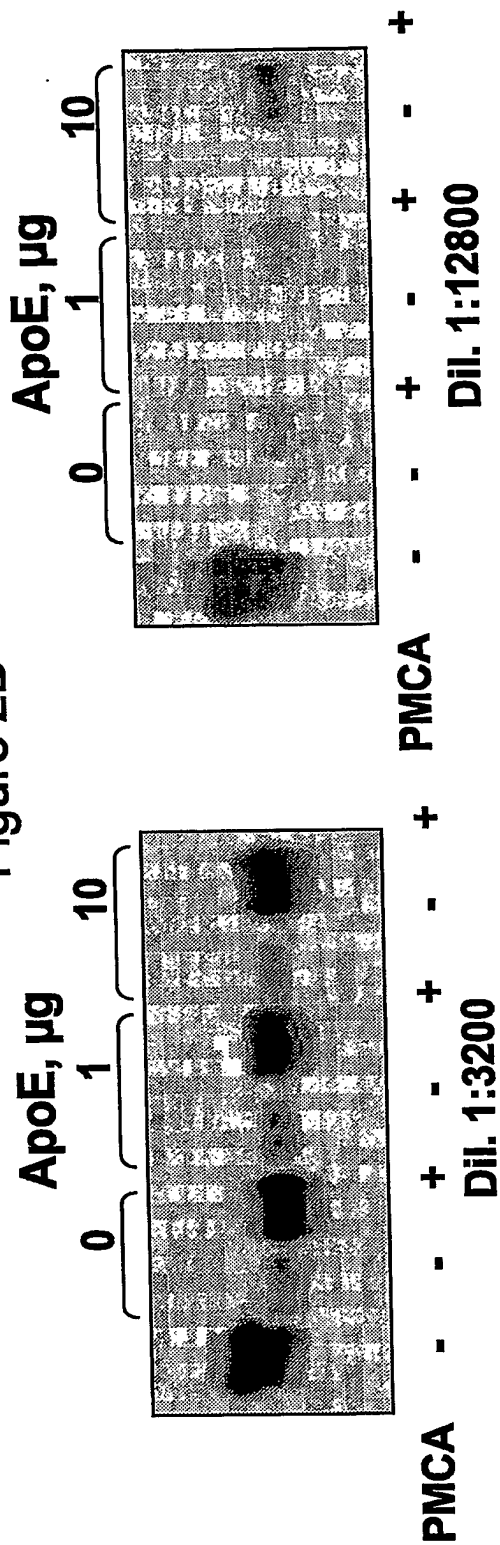 Figure
ApoE, µg
0 1 10
PMCA - - + - + - +
Dil. 1:3200
ApoE, µg
0 1 10
PMCA - - + - + - +
Dil. 1:12800